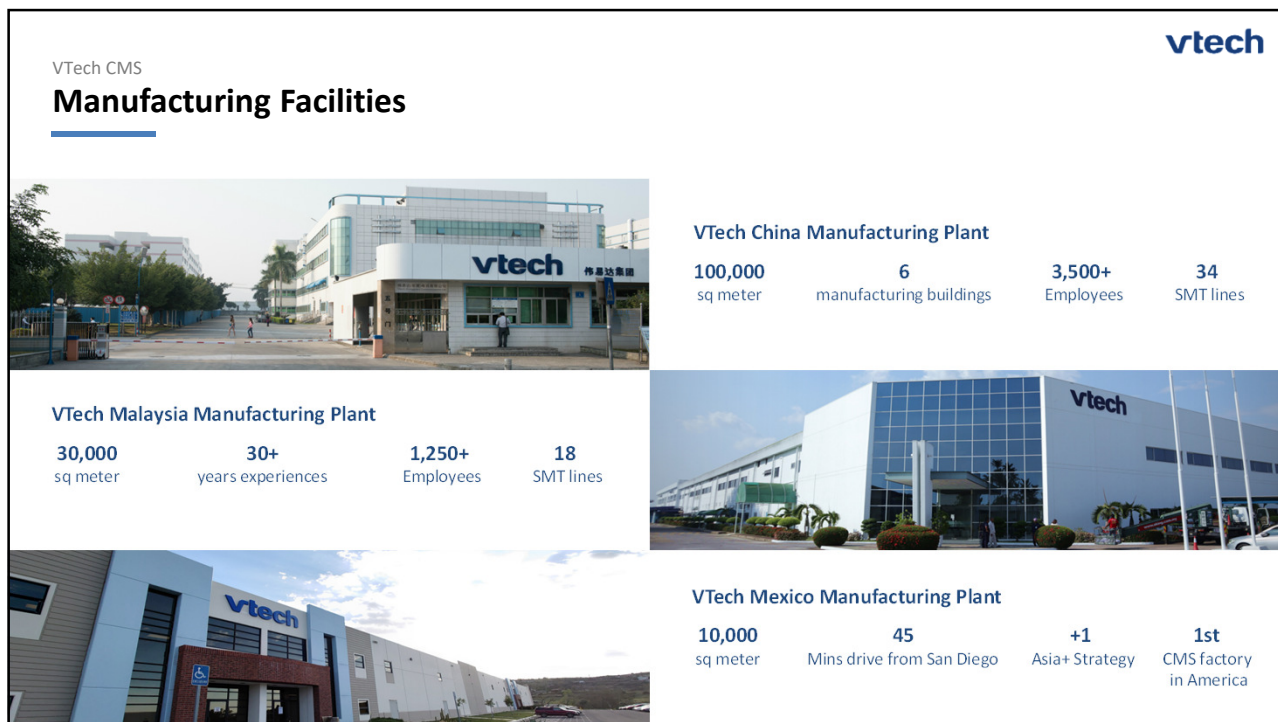 vtech
VTech CMS
Manufacturing Facilities
vtech 伟易达集团
VTech China Manufacturing Plant
100,000 6 3,500+ 34
sq meter manufacturing buildings Employees SMT lines
VTech Malaysia Manufacturing Plant
30,000 30+ 1,250+ 18
sq meter years experiences Employees SMT lines
vtech
vtech
VTech Mexico Manufacturing Plant
10,000 45 +1 1st
sq meter Mins drive from San Diego Asia+ Strategy CMS factory
in America